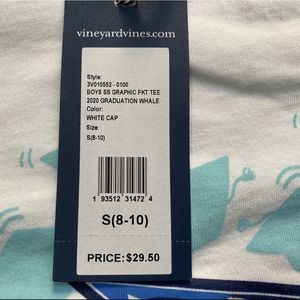 vineyardvines.com
Style:
3V010552 - 0100
BOYS SS GRAPHIC PKT TEE
2020 GRADUATION WHALE
Color:
WHITE CAP
Size:
S(8-10)
1 93512 31472 4
S(8-10)
PRICE: $29.50